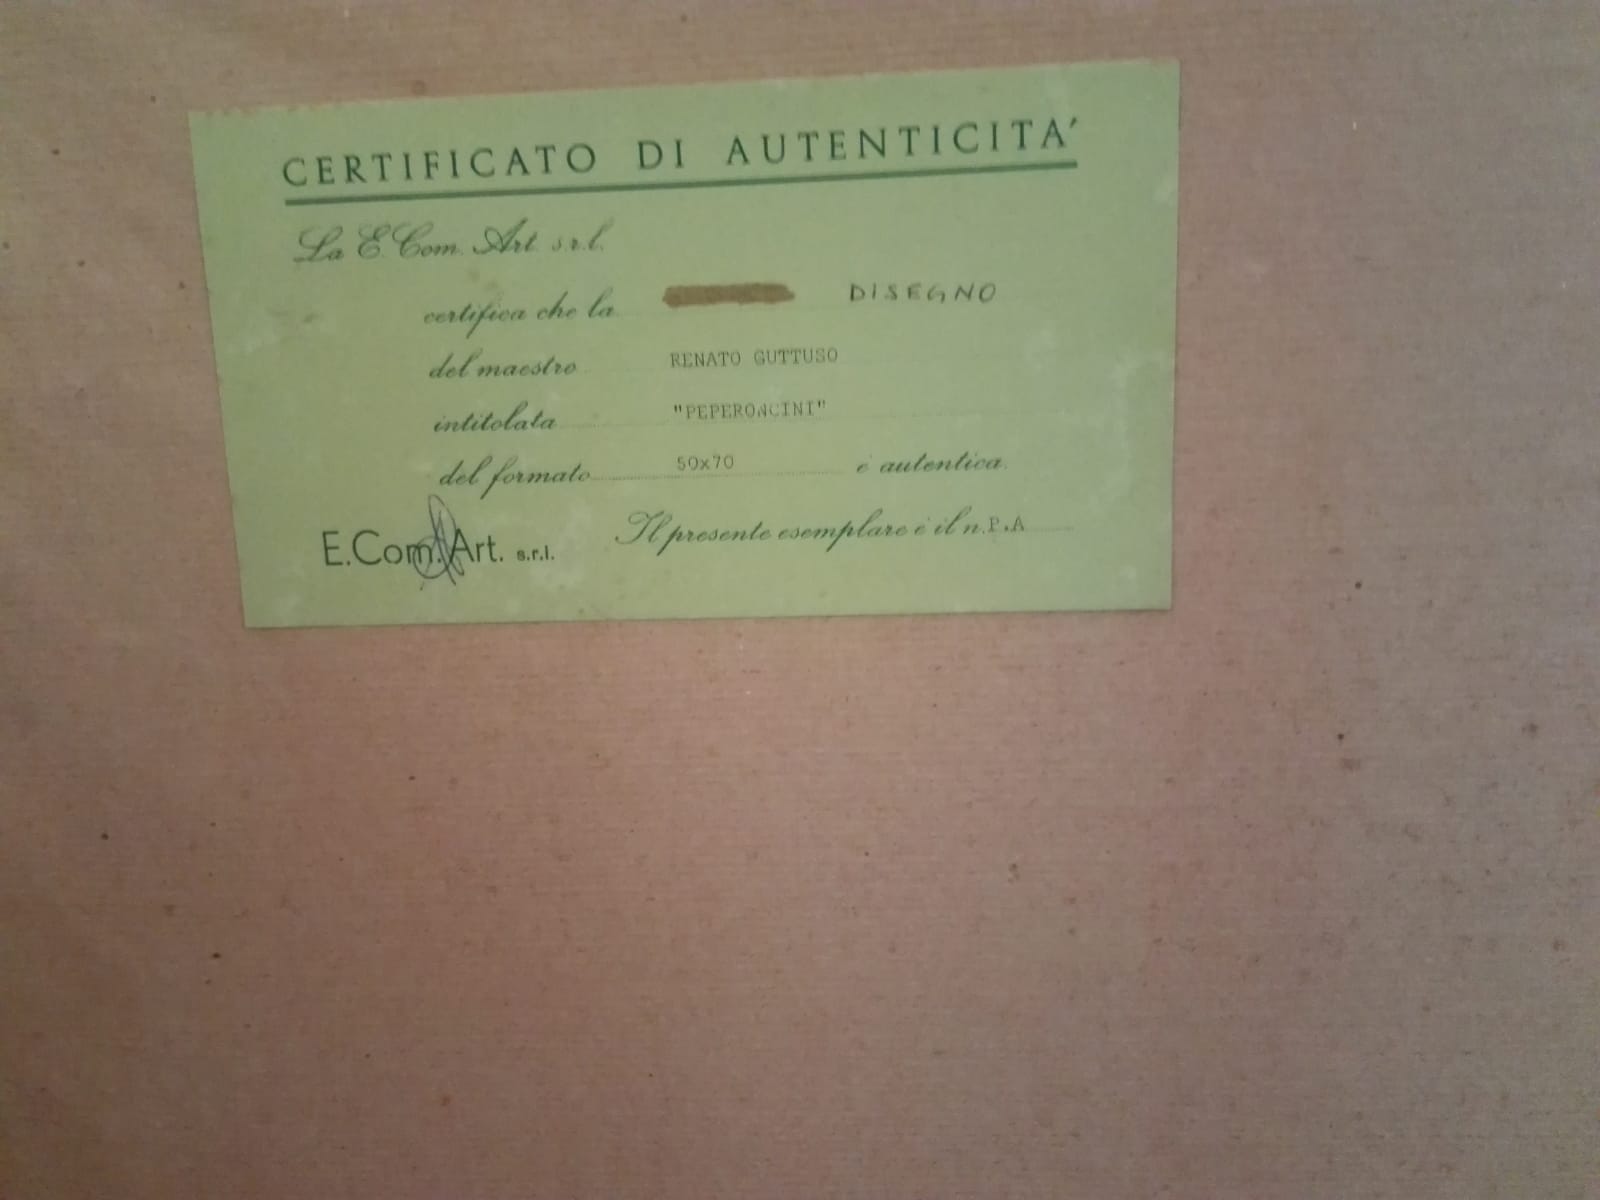 CERTIFICATO DI AUTENTICITA'
La E. Com. Art. s.r.l.
certifica che la DISEGNO
del maestro RENATO GUTTUSO
intitolata "PEPERONCINI"
del formato 50x70 è autentica.
E.Com.Art. s.r.l. Il presente esemplare è il n. P.A